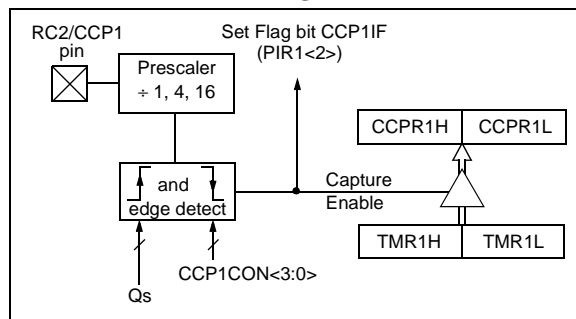 RC2/CCP1
pin
Prescaler
÷ 1, 4, 16
Set Flag bit CCP1IF
(PIR1<2>)
CCPR1H
CCPR1L
and
edge detect
Capture
Enable
TMR1H
TMR1L
CCP1CON<3:0>
Qs